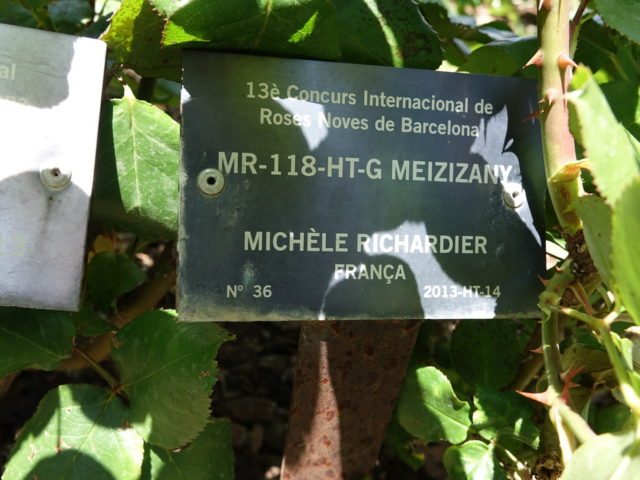 13è Concurs Internacional de
Roses Noves de Barcelona
MR-118-HT-G MEIZIZANY
MICHÈLE RICHARDIER
FRANÇA
N° 36
2013-HT-14